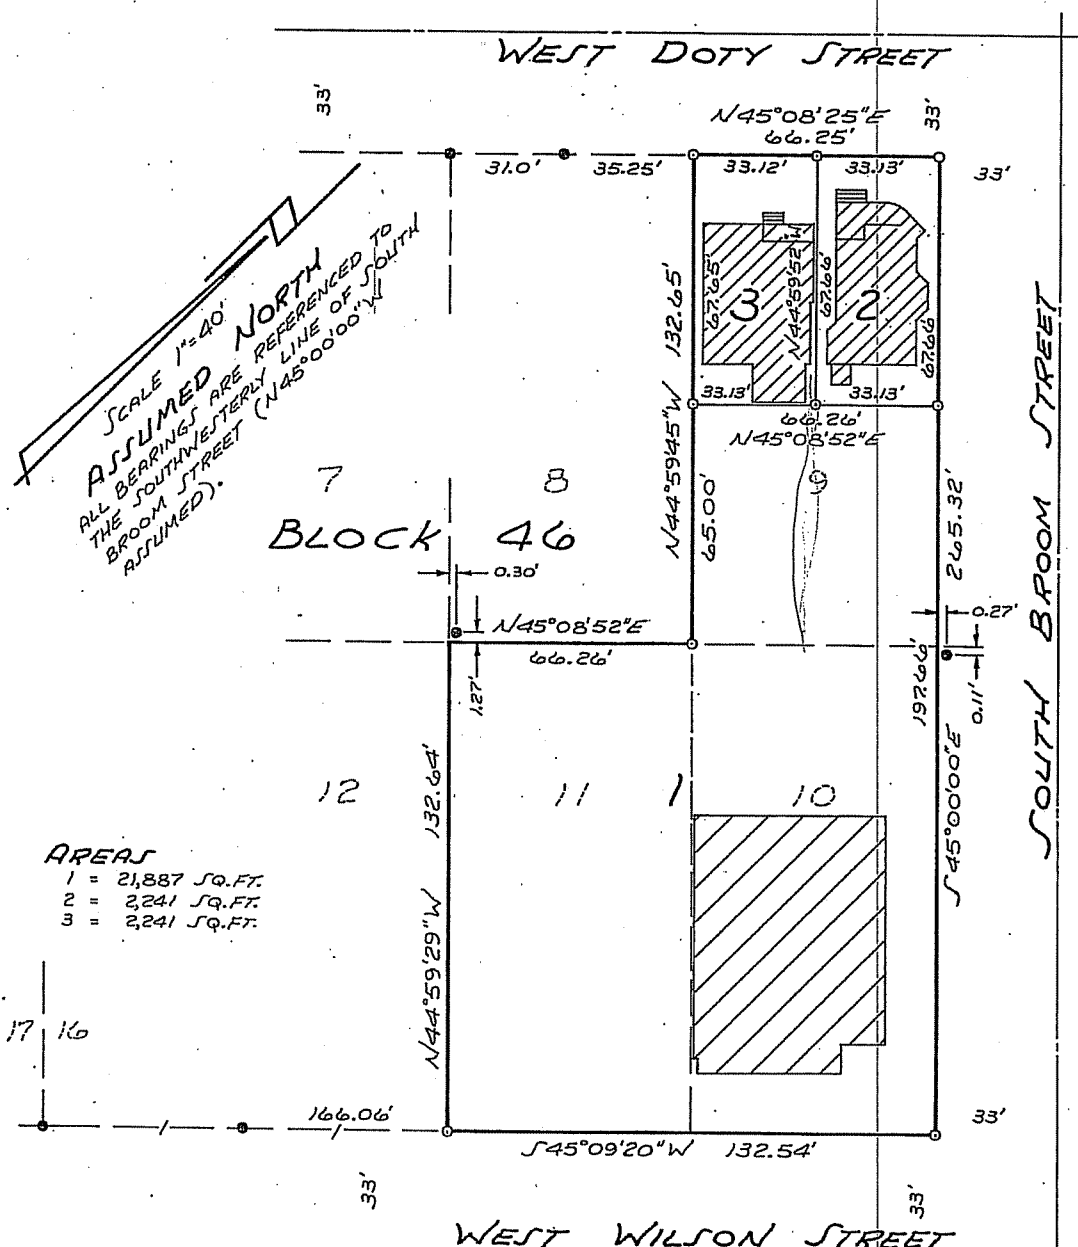 WEST DOTY STREET
33'
N45°08'25"E
66.25'
33'
31.0'
35.25'
33.12'
33.13'
33'
SCALE 1"=40'
ASSUMED NORTH
ALL BEARINGS ARE REFERENCED TO
THE SOUTHWESTERLY LINE OF SOUTH
BROOM STREET (N45°00'00"W
ASSUMED).
132.65'
N44°59'45"W
67.65'
3
N44°59'52"W
67.66'
2
67.66'
33.13'
33.13'
66.26'
N45°08'52"E
65.00'
9
265.32'
SOUTH BROOM STREET
7
8
BLOCK 46
0.30'
N45°08'52"E
66.26'
1.27'
0.27'
0.11'
197.66'
S45°00'00"E
12
11
1
10
132.64'
N44°59'29"W
AREAS
1 = 21,887 SQ.FT.
2 = 2,241 SQ.FT.
3 = 2,241 SQ.FT.
17
16
166.06'
S45°09'20"W 132.54'
33'
33'
33'
WEST WILSON STREET